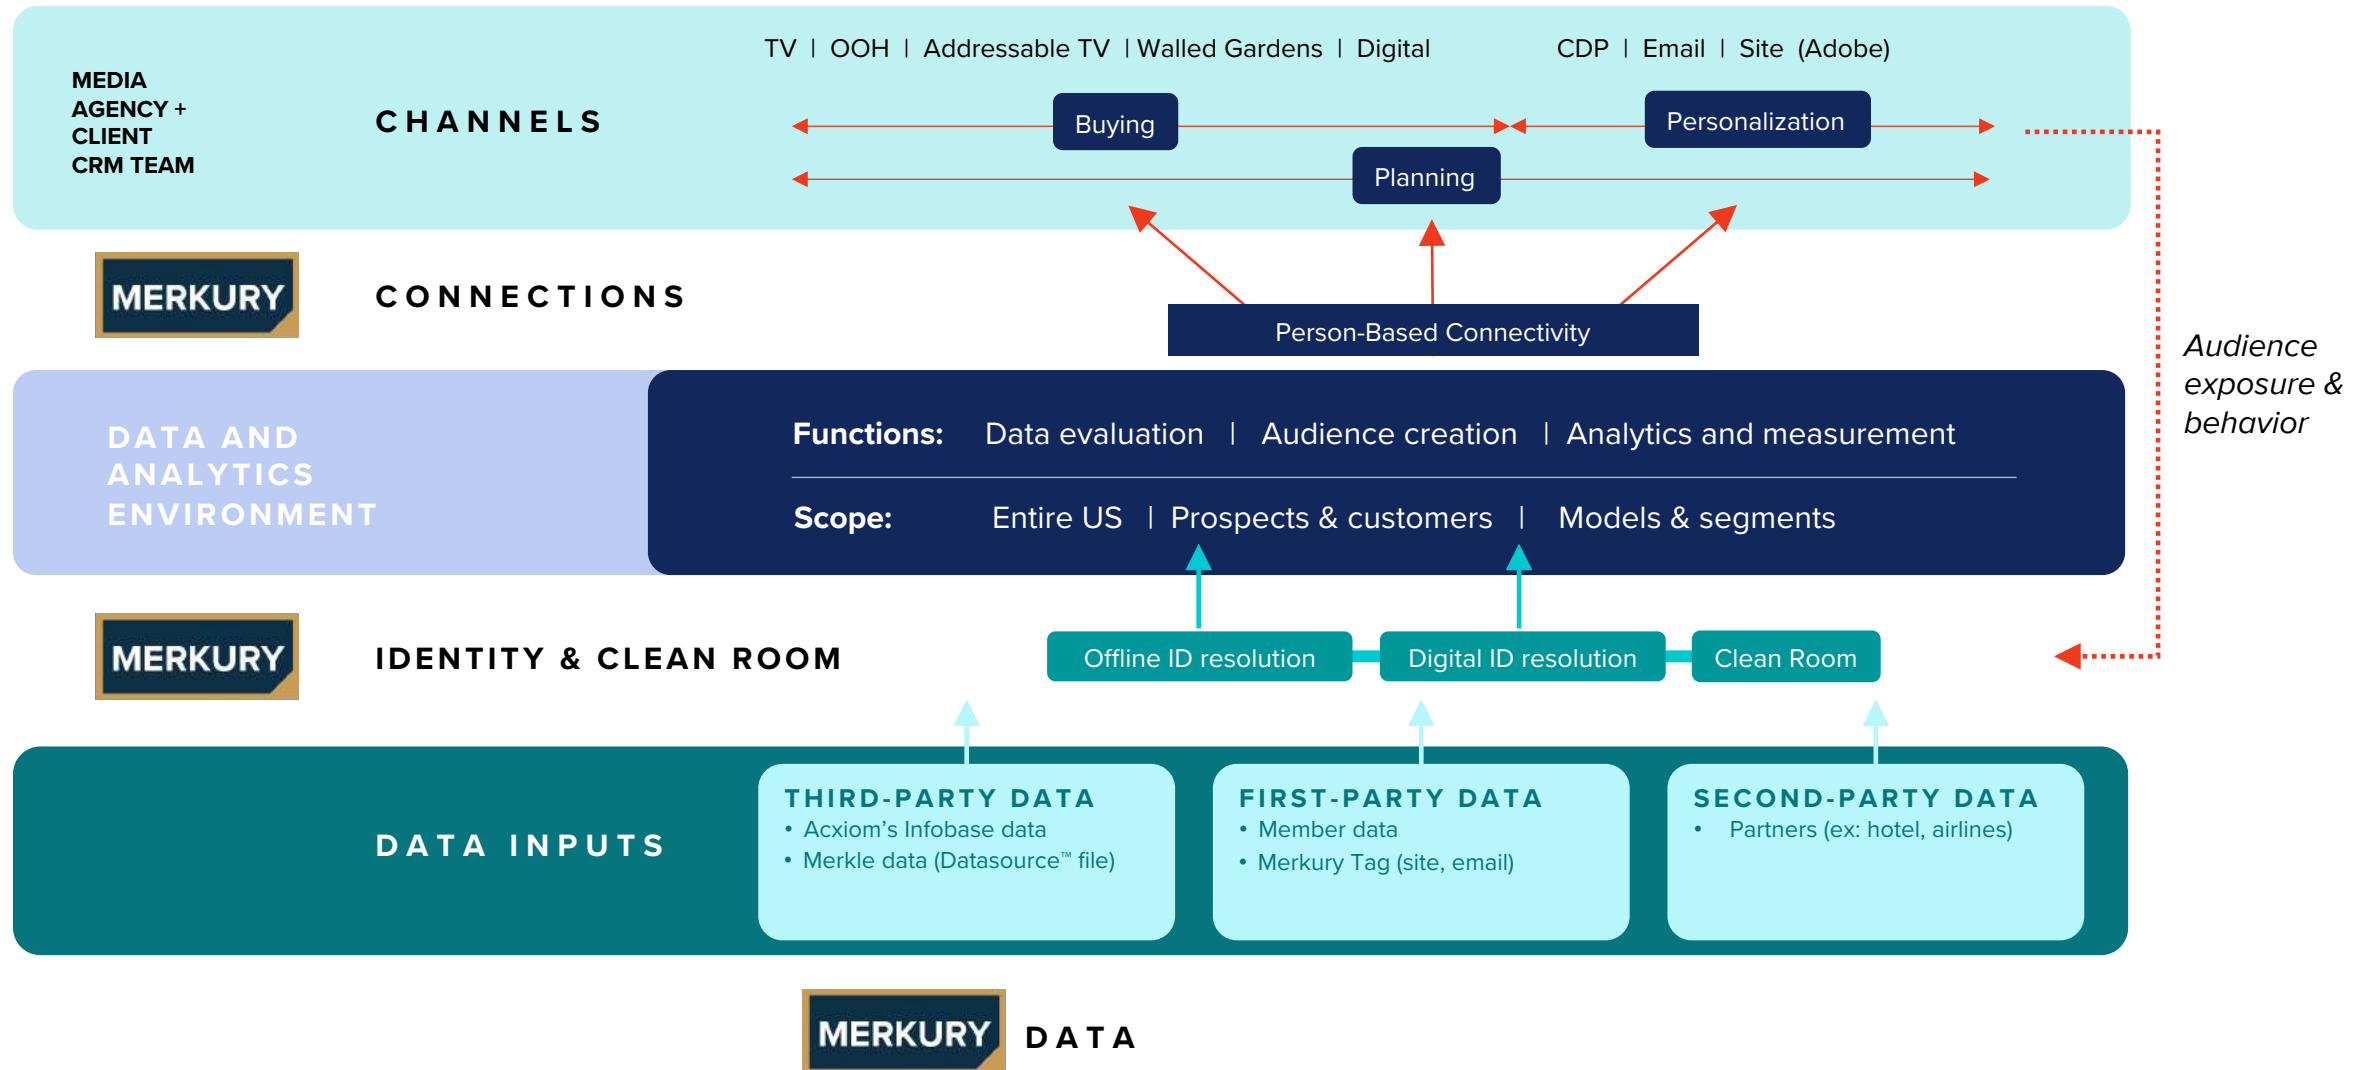 TV | OOH | Addressable TV | Walled Gardens | Digital
CDP | Email | Site (Adobe)
MEDIA
AGENCY +
CLIENT
CRM TEAM
CHANNELS
Buying
Personalization
Planning
MERKURY
CONNECTIONS
Person-Based Connectivity
Audience
exposure &
behavior
DATA AND
ANALYTICS
ENVIRONMENT
Functions: Data evaluation | Audience creation | Analytics and measurement
Scope: Entire US | Prospects & customers | Models & segments
MERKURY
IDENTITY & CLEAN ROOM
Offline ID resolution
Digital ID resolution
Clean Room
DATA INPUTS
THIRD-PARTY DATA
• Acxiom’s Infobase data
• Merkle data (Datasource™ file)
FIRST-PARTY DATA
• Member data
• Merkury Tag (site, email)
SECOND-PARTY DATA
• Partners (ex: hotel, airlines)
MERKURY
DATA